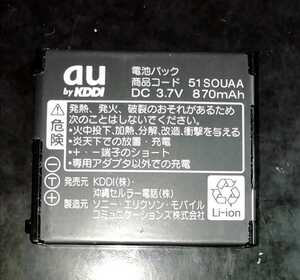 au
by KDDI
電池パック
商品コード 51SOUAA
DC 3.7V 870mAh
危険
発熱、発火、破裂のおそれがあるため
次のことはしないでください。
・火中投下、加熱、分解、改造、衝撃を与える
・炎天下での放置・充電
・+-端子のショート
・専用アダプタ以外での充電
発売元 KDDI(株)・
沖縄セルラー電話(株)
製造元 ソニー・エリクソン・モバイル
コミュニケーションズ株式会社
Li-ion
- T +